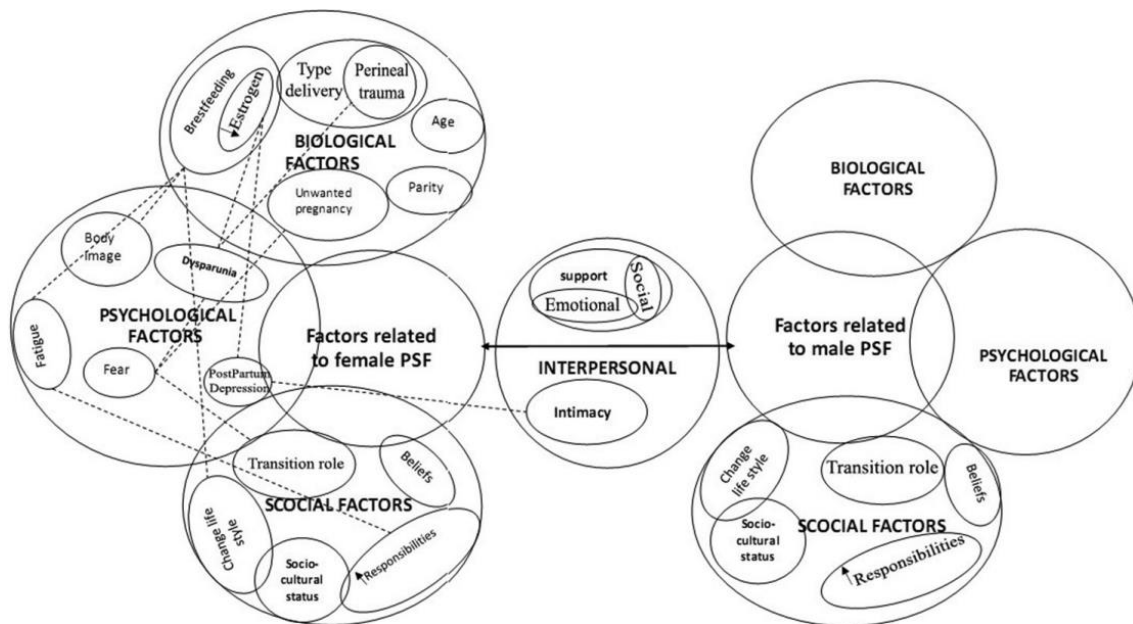 Brestfeeding
Estrogen
Type
delivery
Perineal
trauma
Age
BIOLOGICAL
FACTORS
Unwanted
pregnancy
Parity
Body
Image
Dysparunia
PSYCHOLOGICAL
FACTORS
Fatigue
Fear
PostPartum
Depression
Factors related
to female PSF
Transition role
Beliefs
SCOCIAL FACTORS
Change life
style
Socio-
cultural
status
Responsibilities
support
Social
Emotional
INTERPERSONAL
Intimacy
BIOLOGICAL
FACTORS
Factors related
to male PSF
PSYCHOLOGICAL
FACTORS
Change
life style
Transition role
Beliefs
SCOCIAL FACTORS
Socio-
cultural
status
Responsibilities